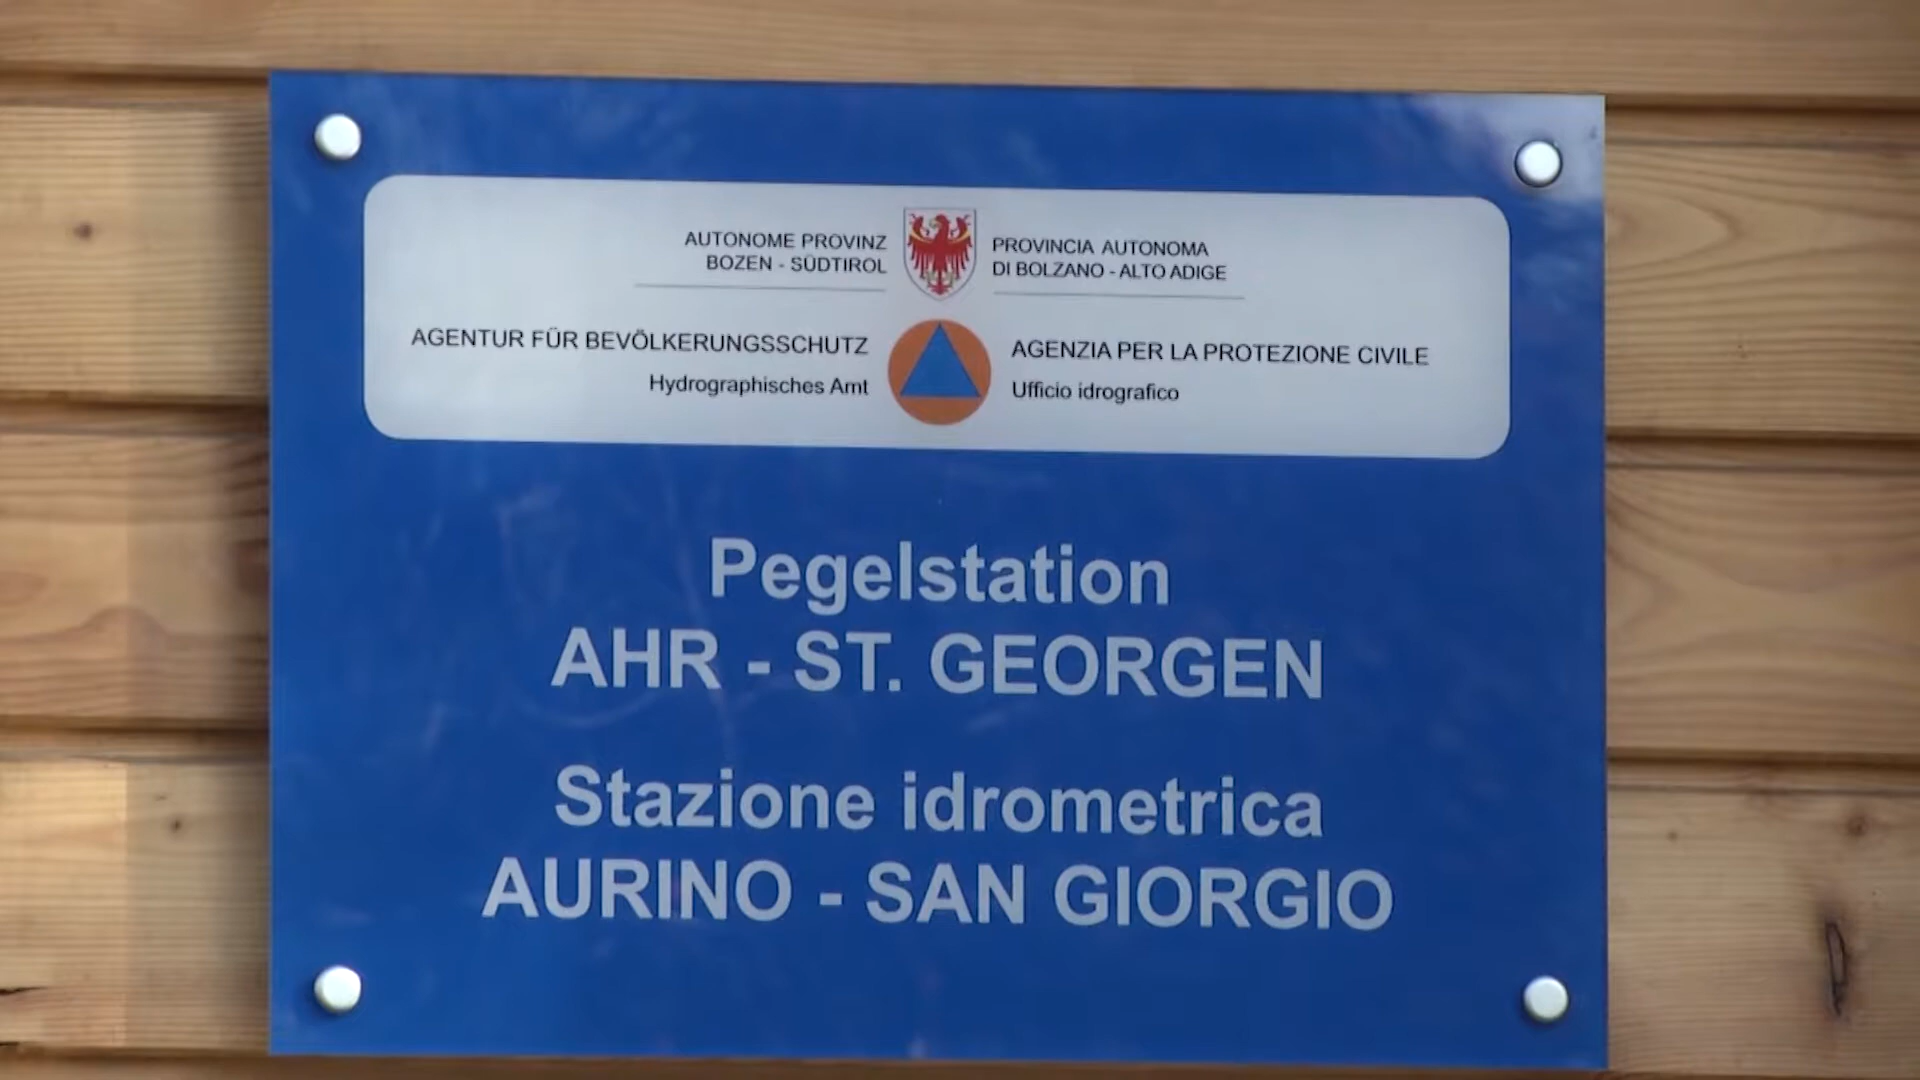 AUTONOME PROVINZ
BOZEN - SÜDTIROL
PROVINCIA AUTONOMA
DI BOLZANO - ALTO ADIGE
AGENTUR FÜR BEVÖLKERUNGSSCHUTZ
Hydrographisches Amt
AGENZIA PER LA PROTEZIONE CIVILE
Ufficio idrografico
Pegelstation
AHR - ST. GEORGEN
Stazione idrometrica
AURINO - SAN GIORGIO